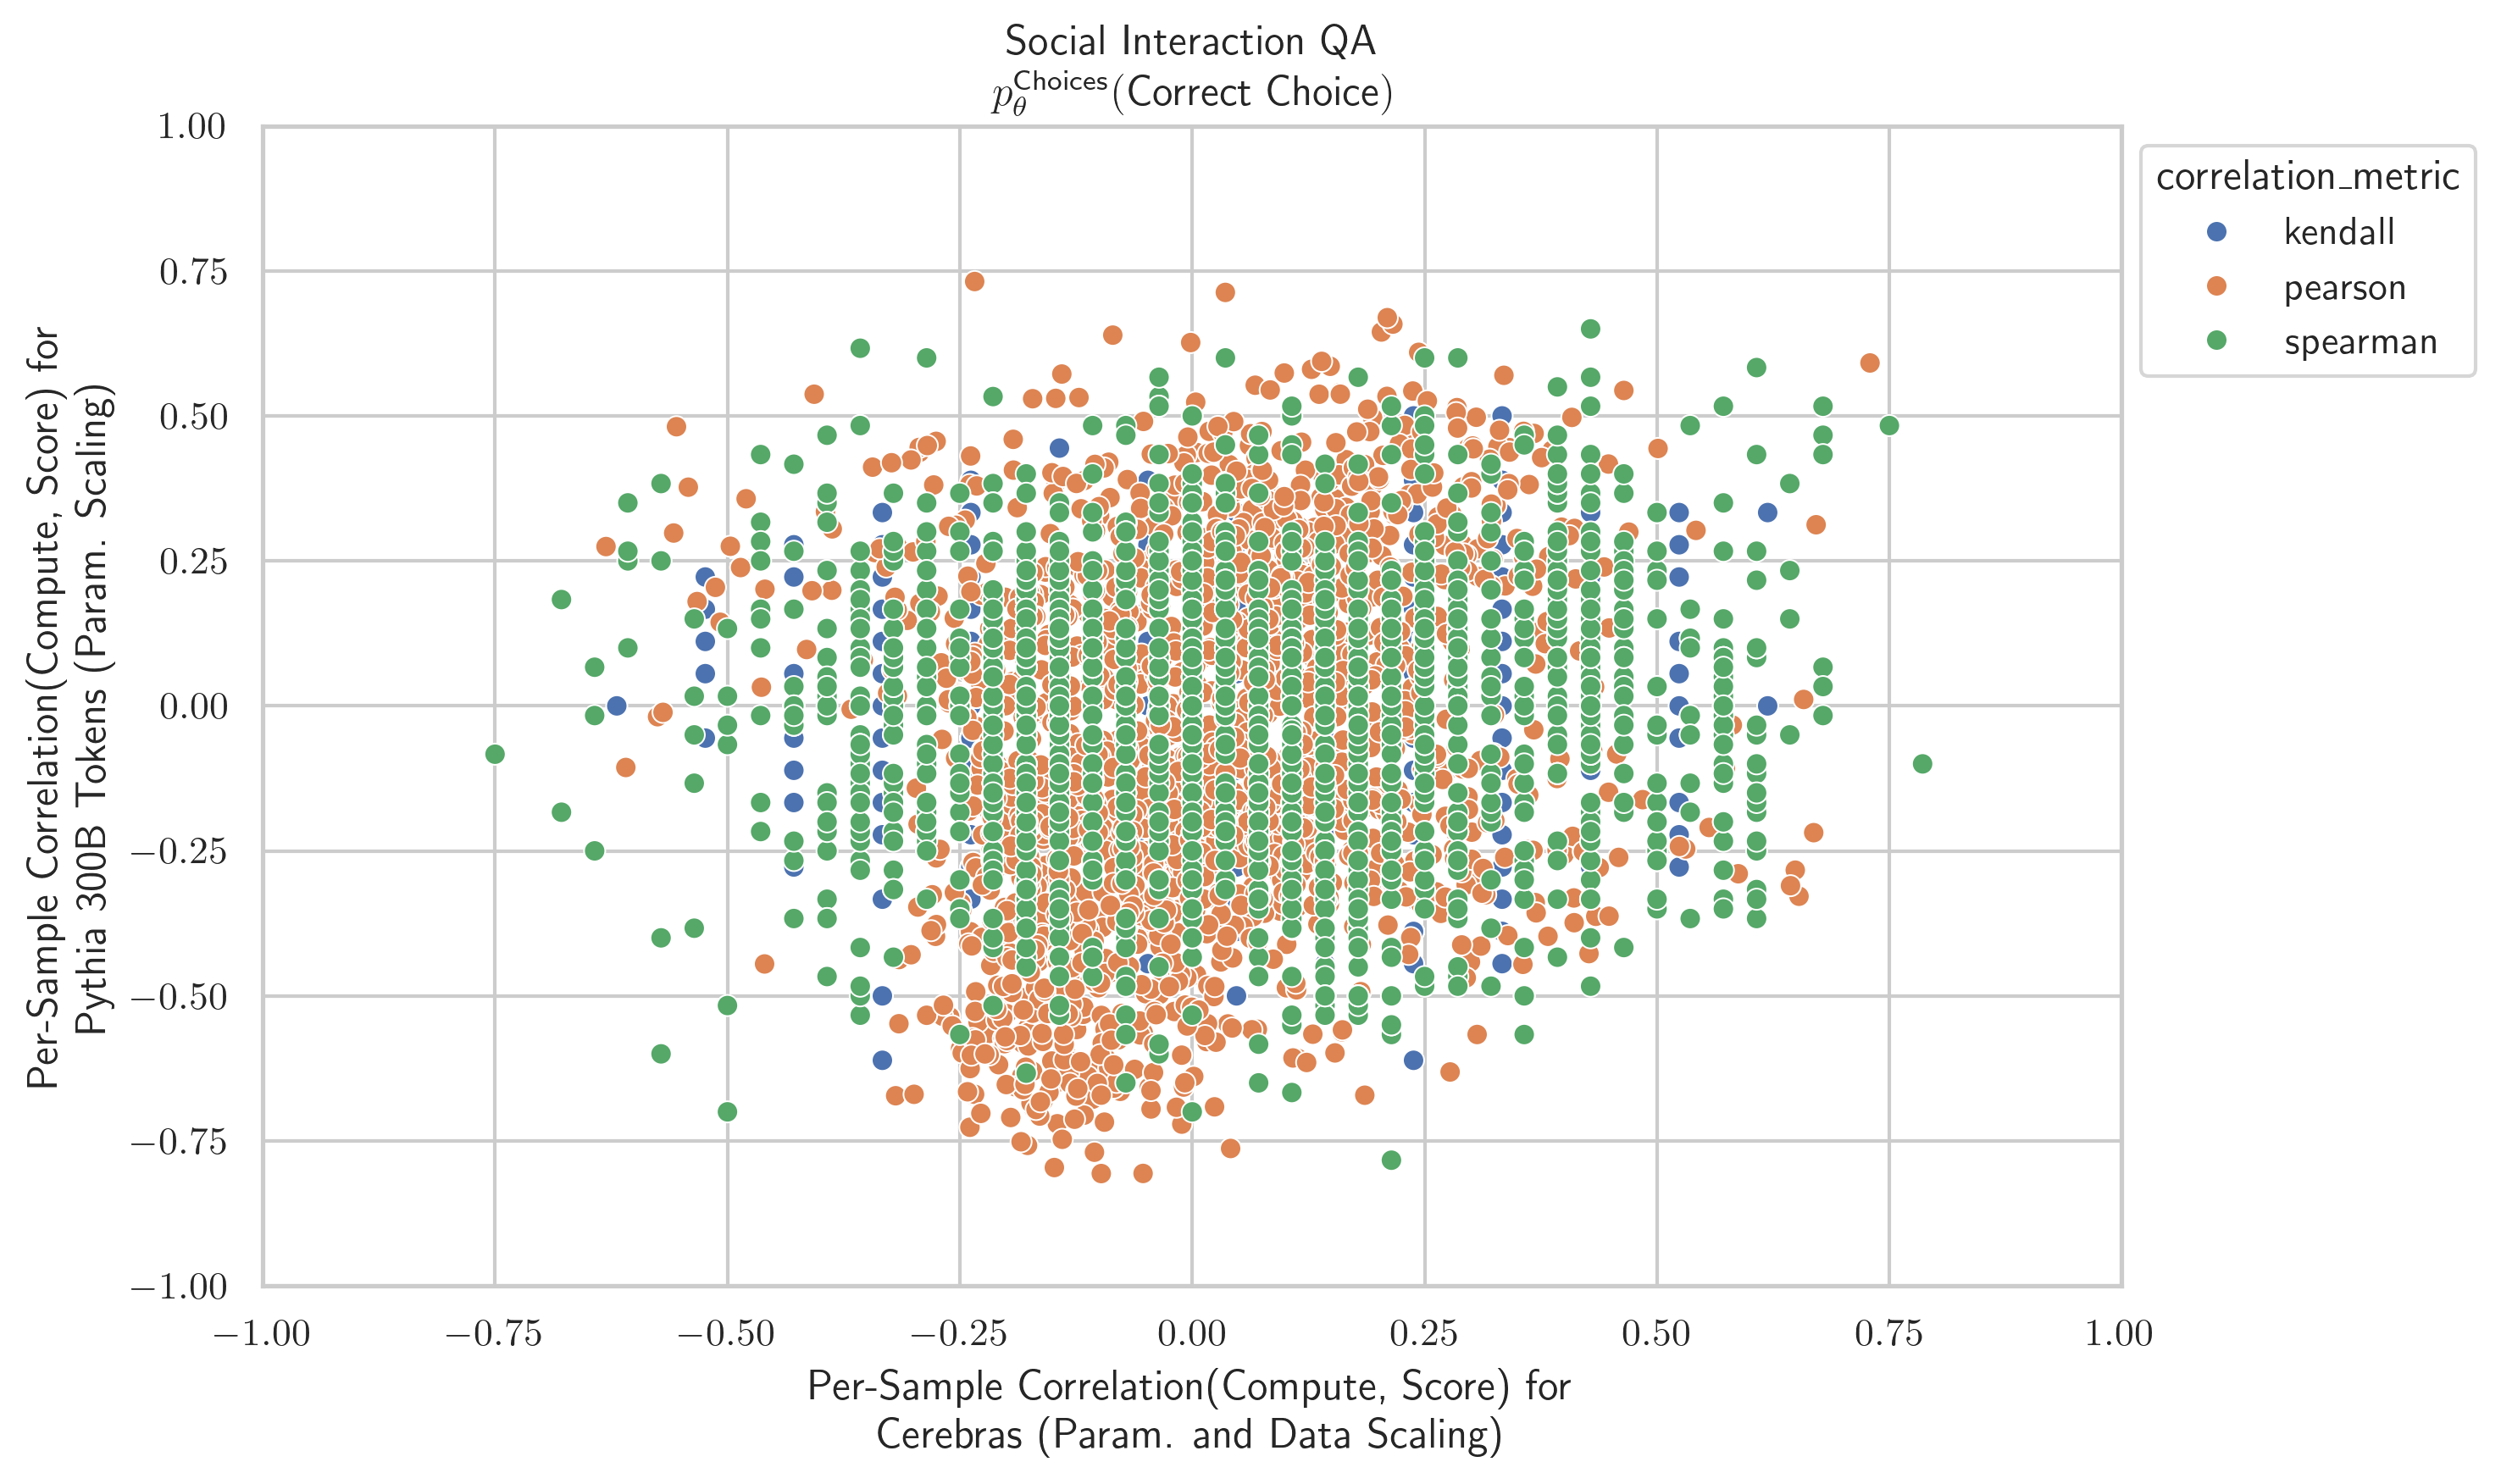 Social Interaction QA
p_θ^Choices(Correct Choice)
1.00
0.75
0.50
0.25
0.00
−0.25
−0.50
−0.75
−1.00
Per-Sample Correlation(Compute, Score) for
Pythia 300B Tokens (Param. Scaling)
−1.00 −0.75 −0.50 −0.25 0.00 0.25 0.50 0.75 1.00
Per-Sample Correlation(Compute, Score) for
Cerebras (Param. and Data Scaling)
correlation_metric
kendall
pearson
spearman